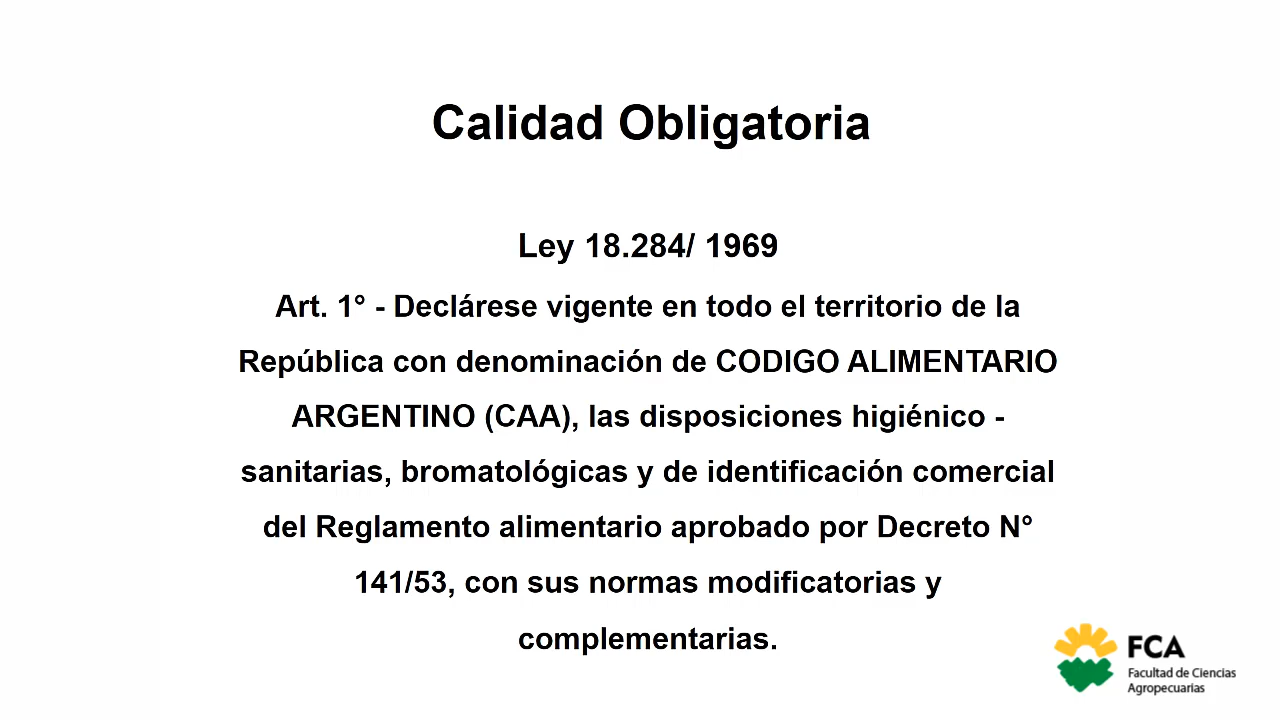 Calidad Obligatoria
Ley 18.284/ 1969
Art. 1° - Declárese vigente en todo el territorio de la
República con denominación de CODIGO ALIMENTARIO
ARGENTINO (CAA), las disposiciones higiénico -
sanitarias, bromatológicas y de identificación comercial
del Reglamento alimentario aprobado por Decreto N°
141/53, con sus normas modificatorias y
complementarias.
FCA
Facultad de Ciencias
Agropecuarias